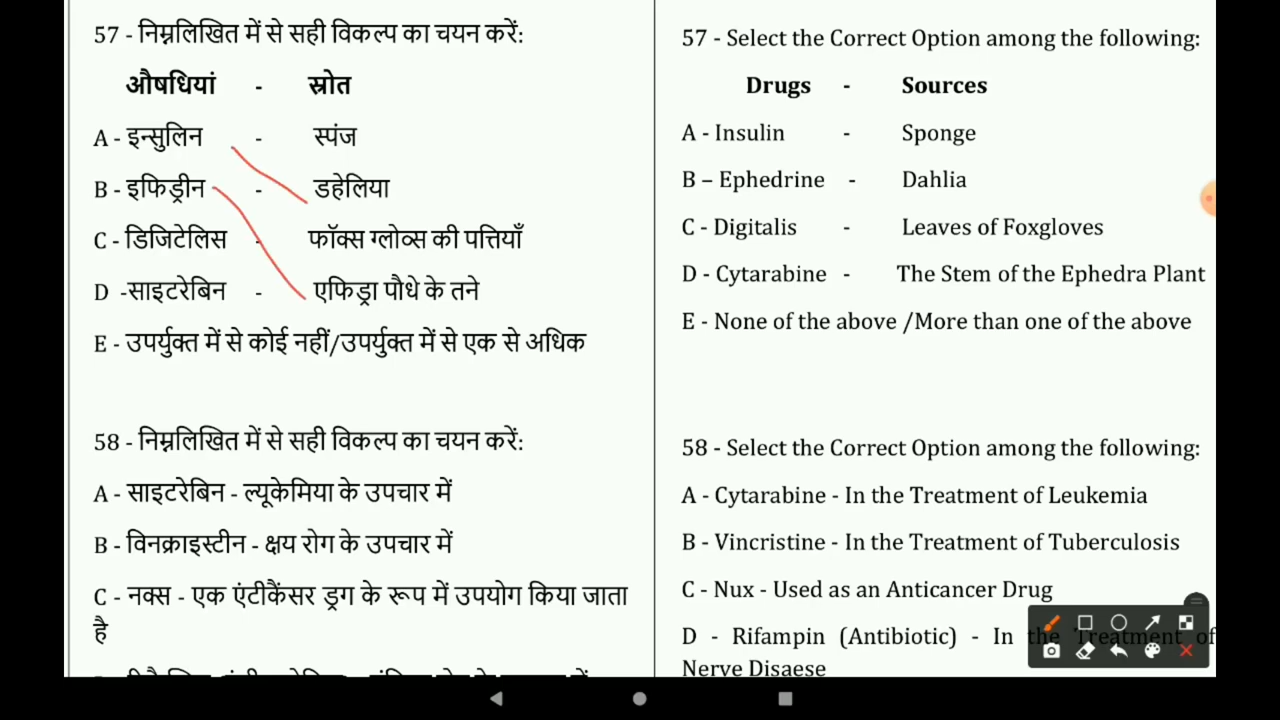 57 - निम्नलिखित में से सही विकल्प का चयन करें:
औषधियां - स्रोत
A - इन्सुलिन - स्पंज
B - इफिड्रीन - डहेलिया
C - डिजिटेलिस - फॉक्स ग्लोव्स की पत्तियाँ
D -साइटरेबिन - एफिड्रा पौधे के तने
E - उपर्युक्त में से कोई नहीं/उपर्युक्त में से एक से अधिक
58 - निम्नलिखित में से सही विकल्प का चयन करें:
A - साइटरेबिन - ल्यूकेमिया के उपचार में
B - विनक्राइस्टीन - क्षय रोग के उपचार में
C - नक्स - एक एंटीकैंसर ड्रग के रूप में उपयोग किया जाता
है
57 - Select the Correct Option among the following:
Drugs - Sources
A - Insulin - Sponge
B – Ephedrine - Dahlia
C - Digitalis - Leaves of Foxgloves
D - Cytarabine - The Stem of the Ephedra Plant
E - None of the above /More than one of the above
58 - Select the Correct Option among the following:
A - Cytarabine - In the Treatment of Leukemia
B - Vincristine - In the Treatment of Tuberculosis
C - Nux - Used as an Anticancer Drug
D - Rifampin (Antibiotic) - In the Treatment of
Nerve Disaese